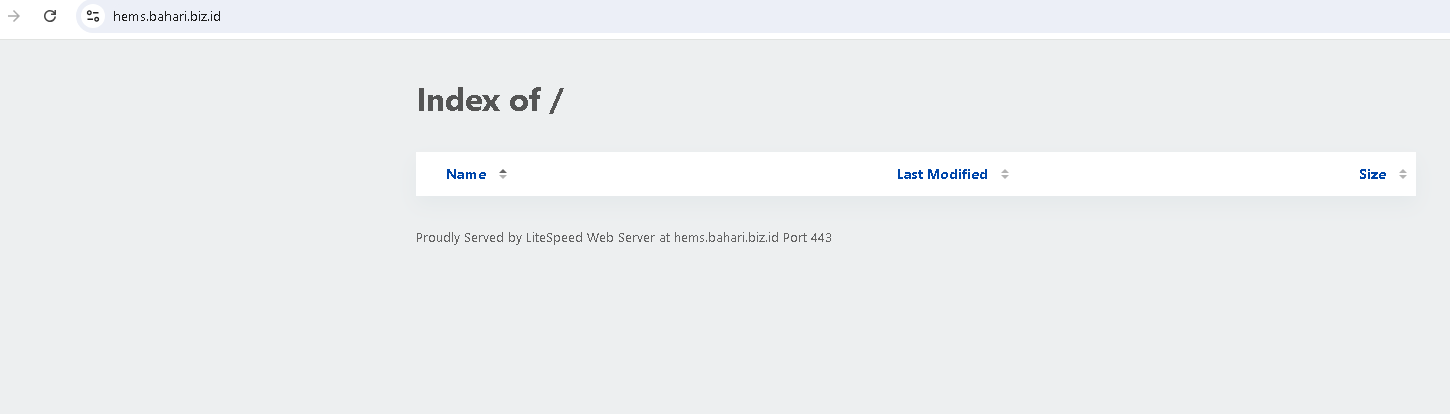 hems.bahari.biz.id
Index of /
Name Last Modified Size
Proudly Served by LiteSpeed Web Server at hems.bahari.biz.id Port 443